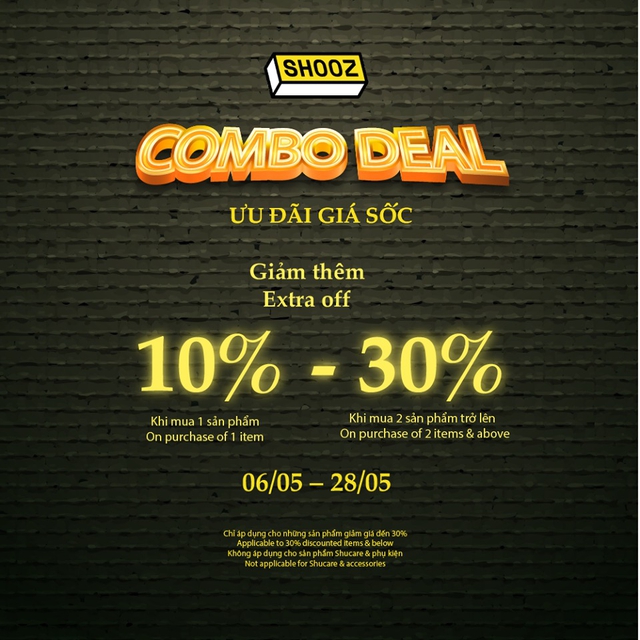 SHOOZ
COMBO DEAL
ƯU ĐÃI GIÁ SỐC
Giảm thêm
Extra off
10% - 30%
Khi mua 1 sản phẩm
On purchase of 1 item
Khi mua 2 sản phẩm trở lên
On purchase of 2 items & above
06/05 – 28/05
Chỉ áp dụng cho những sản phẩm giảm giá đến 30%
Applicable to 30% discounted items & below
Không áp dụng cho sản phẩm Shucare & phụ kiện
Not applicable for Shucare & accessories